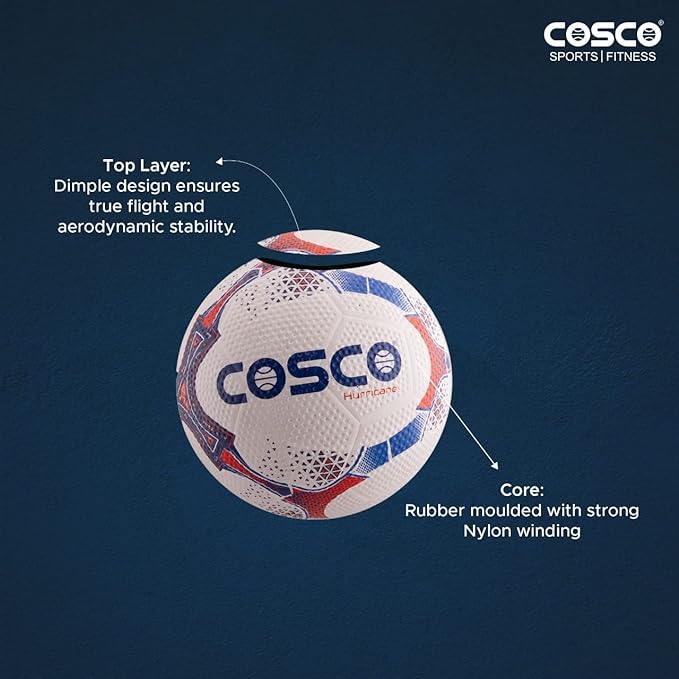 COSCO®
SPORTS|FITNESS
Top Layer:
Dimple design ensures
true flight and
aerodynamic stability.
COSCO
Hurricane
Core:
Rubber moulded with strong
Nylon winding